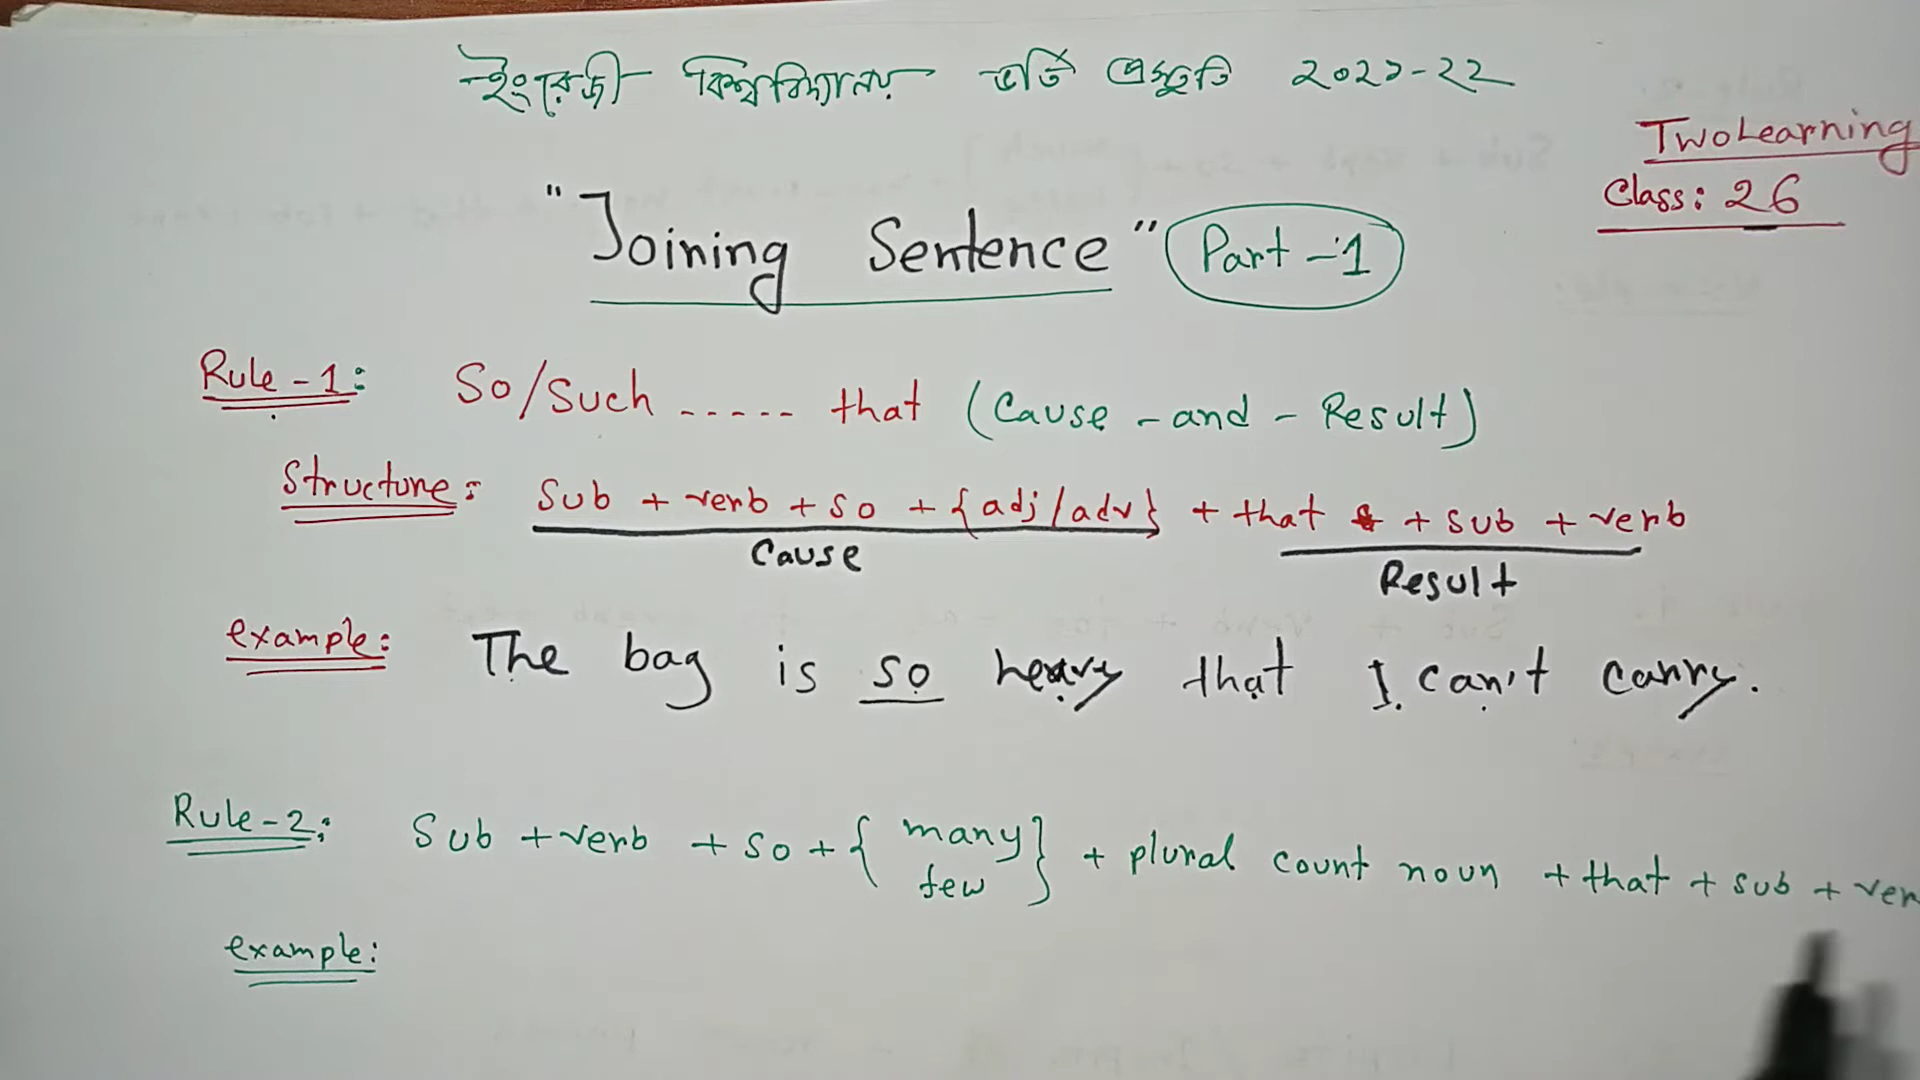 ইংরেজী বিশ্ববিদ্যালয় ভর্তি প্রস্তুতি ২০২১-২২
TwoLearning
Class: 26
"Joining Sentence" Part-1
Rule-1: So/Such ..... that (Cause-and-Result)
Structure: Sub + verb + so + {adj/adv} + that + sub + verb
Cause
Result
example: The bag is so heavy that I can't carry.
Rule-2: Sub + verb + so + { many
few } + plural count noun + that + sub + ver
example: